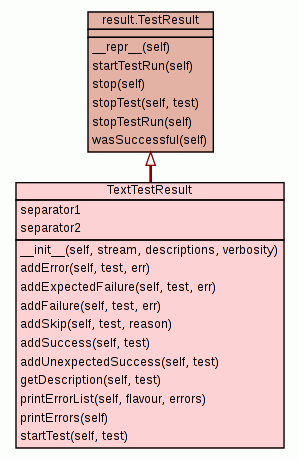 result.TestResult
__repr__(self)
startTestRun(self)
stop(self)
stopTest(self, test)
stopTestRun(self)
wasSuccessful(self)
TextTestResult
separator1
separator2
__init__(self, stream, descriptions, verbosity)
addError(self, test, err)
addExpectedFailure(self, test, err)
addFailure(self, test, err)
addSkip(self, test, reason)
addSuccess(self, test)
addUnexpectedSuccess(self, test)
getDescription(self, test)
printErrorList(self, flavour, errors)
printErrors(self)
startTest(self, test)